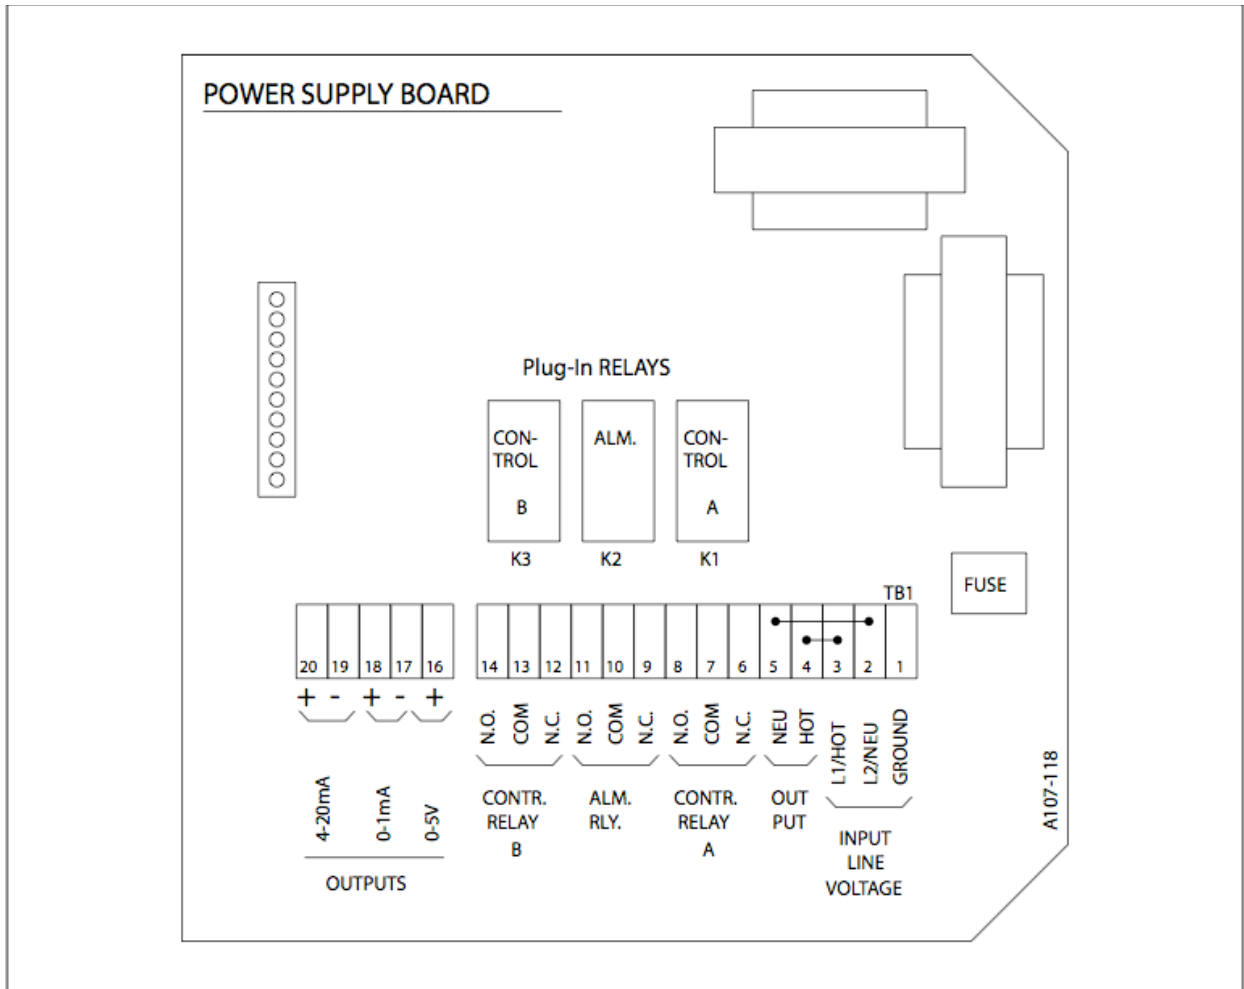 POWER SUPPLY BOARD
Plug-In RELAYS
CON-
TROL
B
ALM.
CON-
TROL
A
K3
K2
K1
FUSE
TB1
20 19 18 17 16
14 13 12 11 10 9 8 7 6 5 4 3 2 1
+ - + - +
N.O.
COM
N.C.
N.O.
COM
N.C.
N.O.
COM
N.C.
NEU
HOT
L1/HOT
L2/NEU
GROUND
4-20mA
0-1mA
0-5V
OUTPUTS
CONTR.
RELAY
B
ALM.
RLY.
CONTR.
RELAY
A
OUT
PUT
INPUT
LINE
VOLTAGE
A107-118